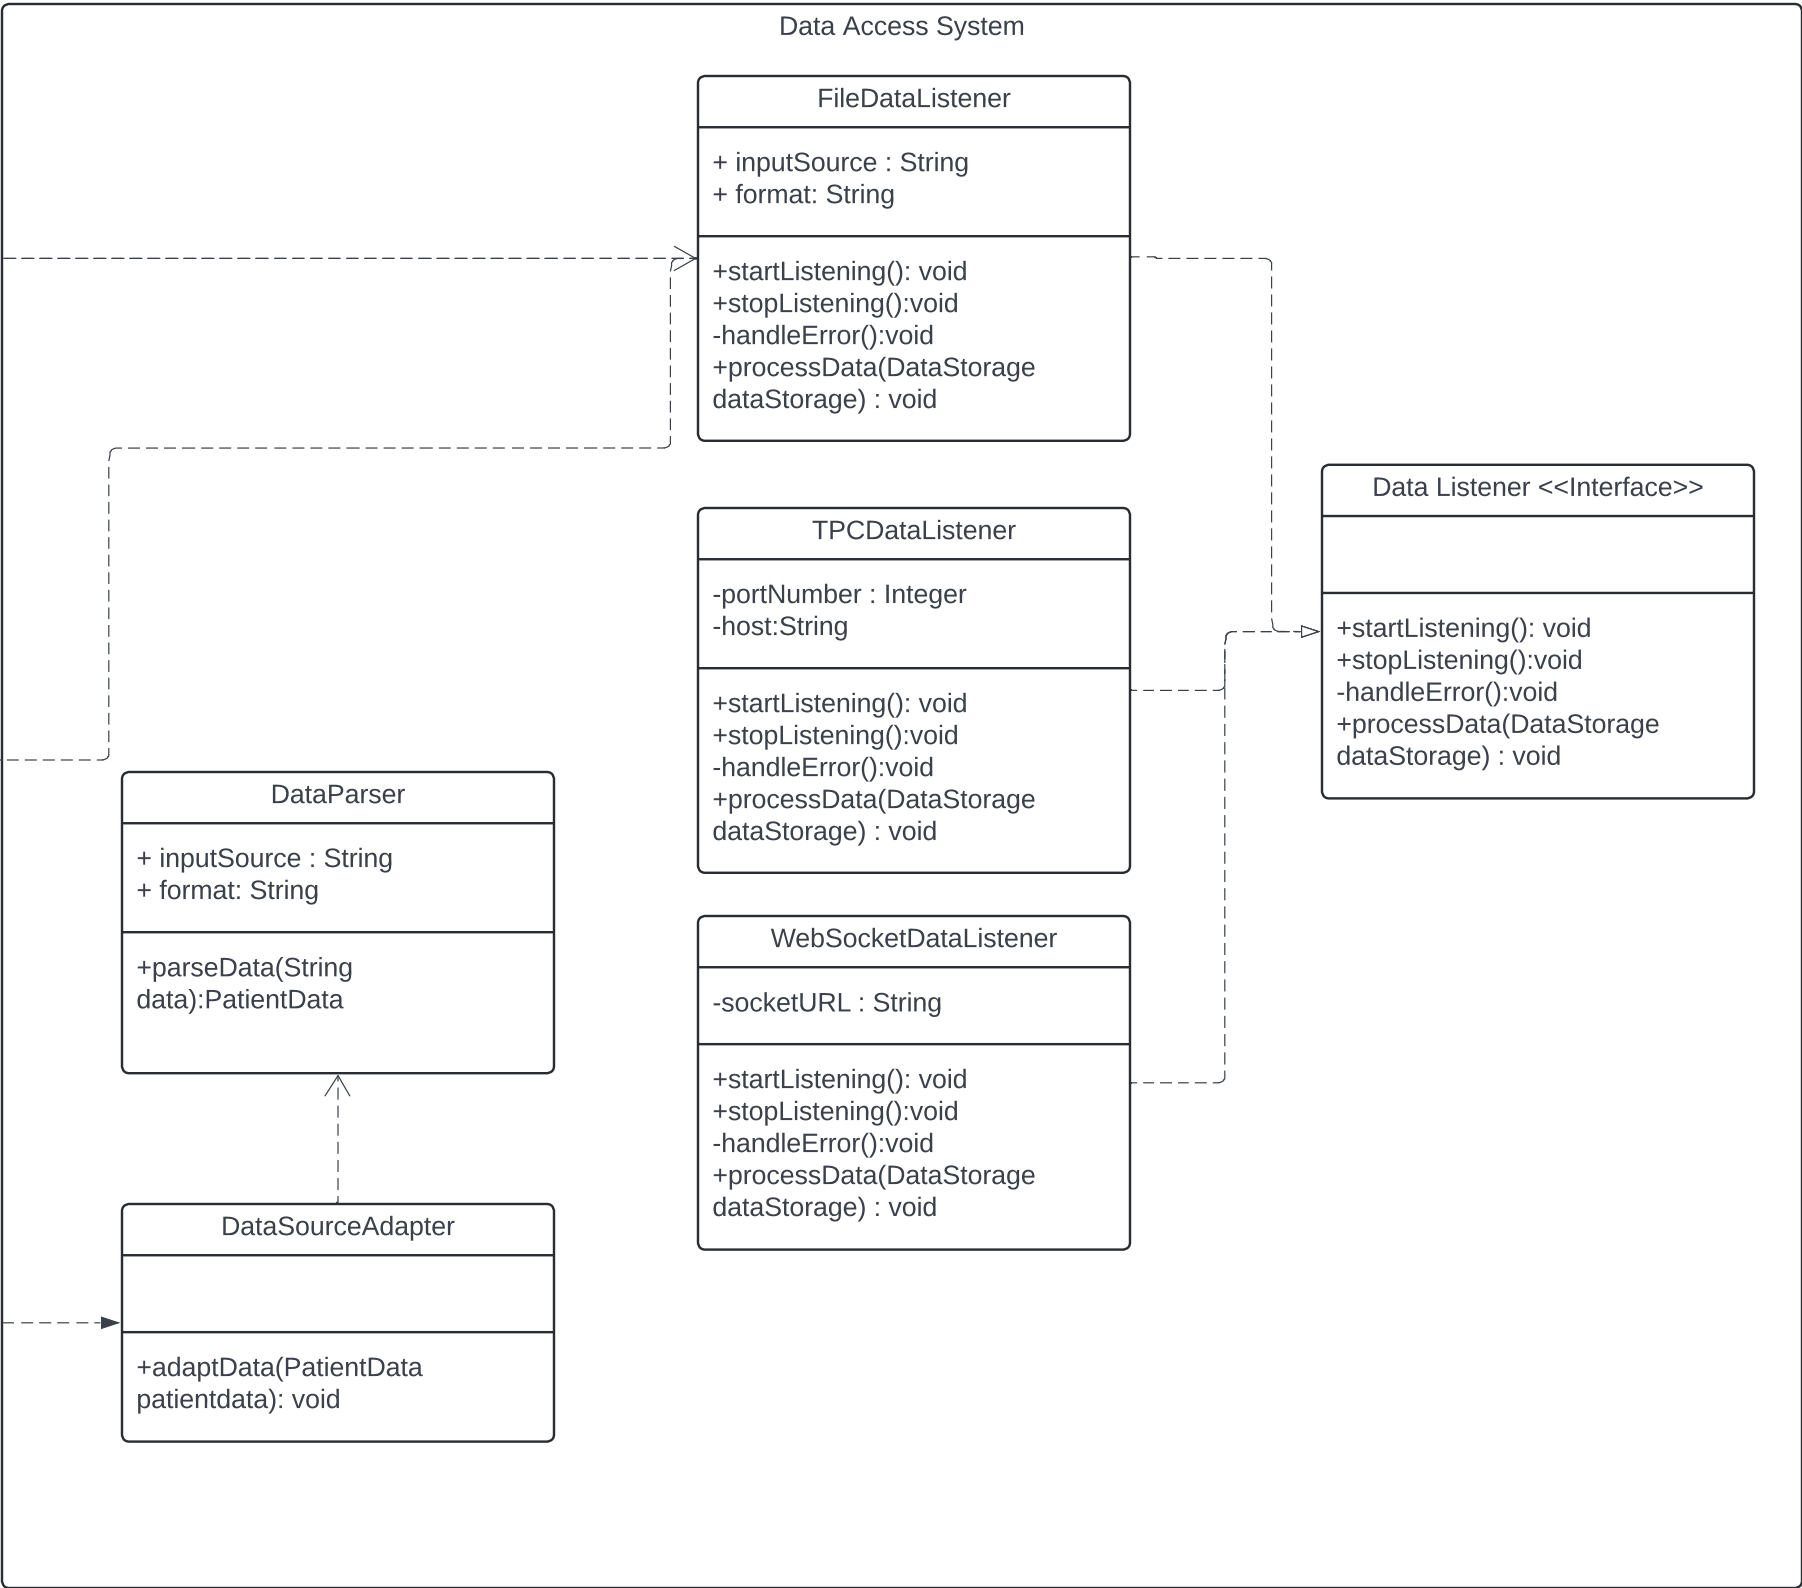 Data Access System
FileDataListener
+ inputSource : String
+ format: String
+startListening(): void
+stopListening():void
-handleError():void
+processData(DataStorage
dataStorage) : void
TPCDataListener
-portNumber : Integer
-host:String
+startListening(): void
+stopListening():void
-handleError():void
+processData(DataStorage
dataStorage) : void
Data Listener <<Interface>>
+startListening(): void
+stopListening():void
-handleError():void
+processData(DataStorage
dataStorage) : void
DataParser
+ inputSource : String
+ format: String
+parseData(String
data):PatientData
WebSocketDataListener
-socketURL : String
+startListening(): void
+stopListening():void
-handleError():void
+processData(DataStorage
dataStorage) : void
DataSourceAdapter
+adaptData(PatientData
patientdata): void